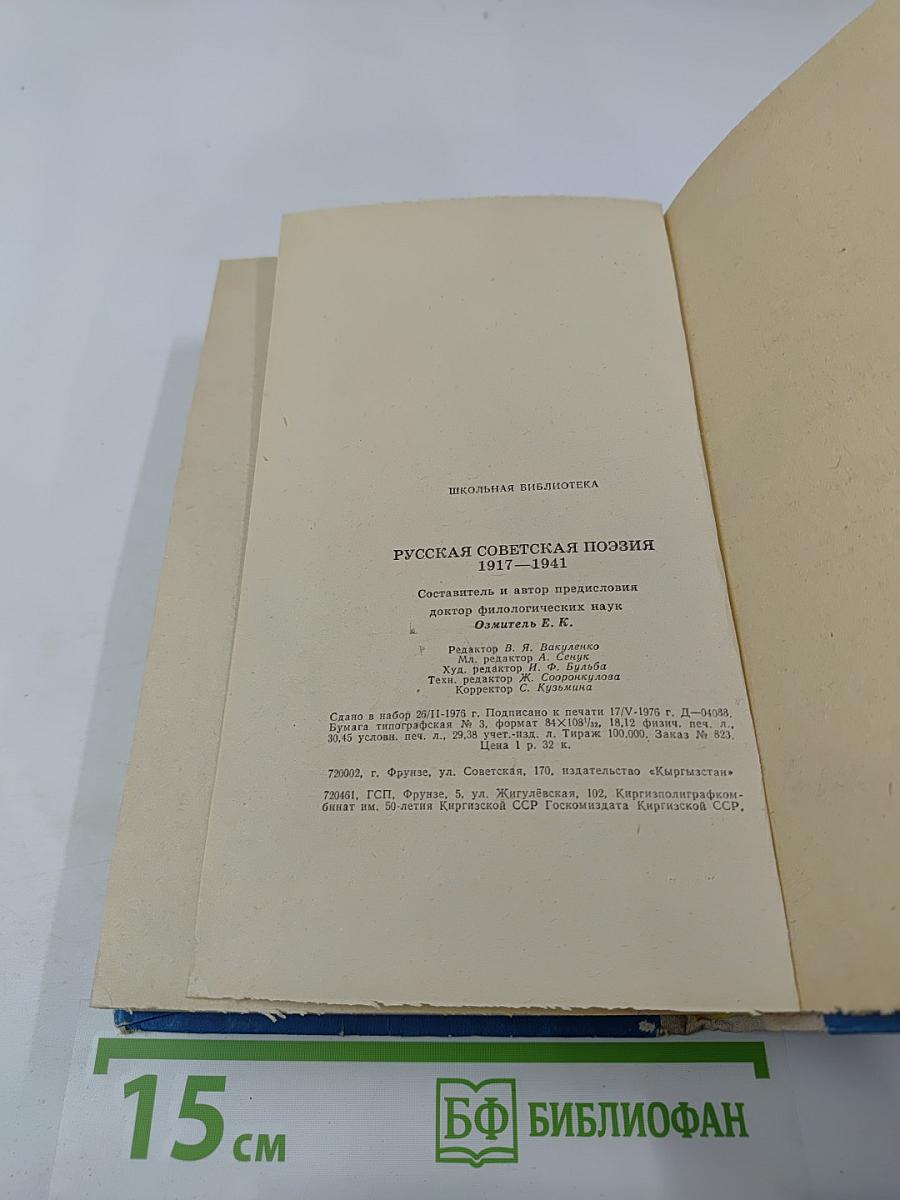 ШКОЛЬНАЯ БИБЛИОТЕКА
РУССКАЯ СОВЕТСКАЯ ПОЭЗИЯ
1917—1941
Составитель и автор предисловия
доктор филологических наук
Озмитель Е. К.
Редактор В. Я. Вакуленко
Мл. редактор А. Сенук
Худ. редактор И. Ф. Бульба
Техн. редактор Ж. Сооронкулова
Корректор С. Кузьмина
Сдано в набор 26/II-1976 г. Подписано к печати 17/V-1976 г. Д—04088.
Бумага типографская № 3, формат 84×108¹/₃₂, 18,12 физич. печ. л.,
30,45 условн. печ. л., 29,38 учет.-изд. л. Тираж 100.000. Заказ № 823.
Цена 1 р. 32 к.
720002, г. Фрунзе, ул. Советская, 170, издательство «Кыргызстан»
720461, ГСП, Фрунзе, 5, ул. Жигулёвская, 102, Киргизполиграфком-
бинат им. 50-летия Киргизской ССР Госкомиздата Киргизской ССР.
15 см
БФ БИБЛИОФАН